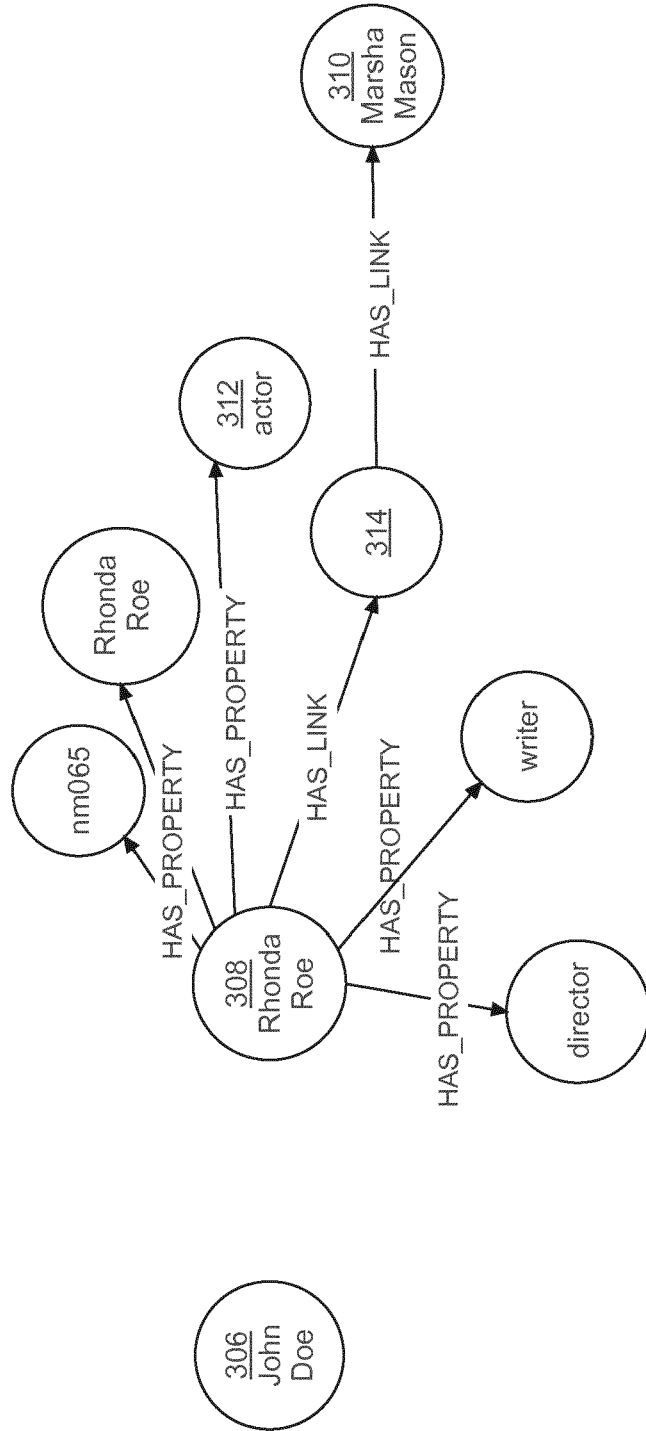 nm065
Rhonda
Roe
HAS_PROPERTY
306
John
Doe
308
Rhonda
Roe
HAS_PROPERTY
312
actor
HAS_LINK
314
HAS_LINK
310
Marsha
Mason
HAS_PROPERTY
HAS_PROPERTY
writer
director